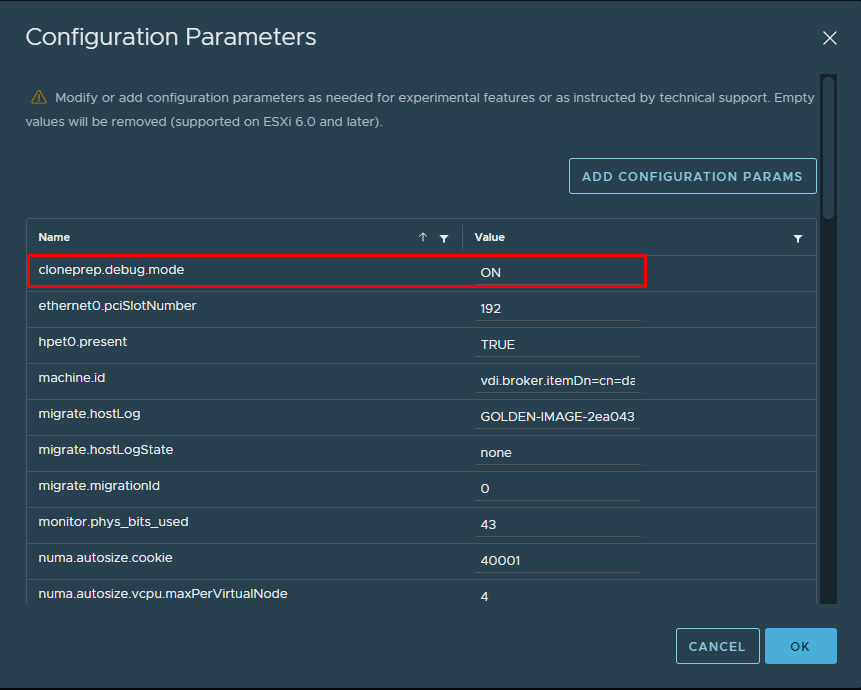 Configuration Parameters
Modify or add configuration parameters as needed for experimental features or as instructed by technical support. Empty
values will be removed (supported on ESXi 6.0 and later).
ADD CONFIGURATION PARAMS
Name Value
cloneprep.debug.mode ON
ethernet0.pciSlotNumber 192
hpet0.present TRUE
machine.id vdi.broker.itemDn=cn=da
migrate.hostLog GOLDEN-IMAGE-2ea043
migrate.hostLogState none
migrate.migrationId 0
monitor.phys_bits_used 43
numa.autosize.cookie 40001
numa.autosize.vcpu.maxPerVirtualNode 4
CANCEL OK